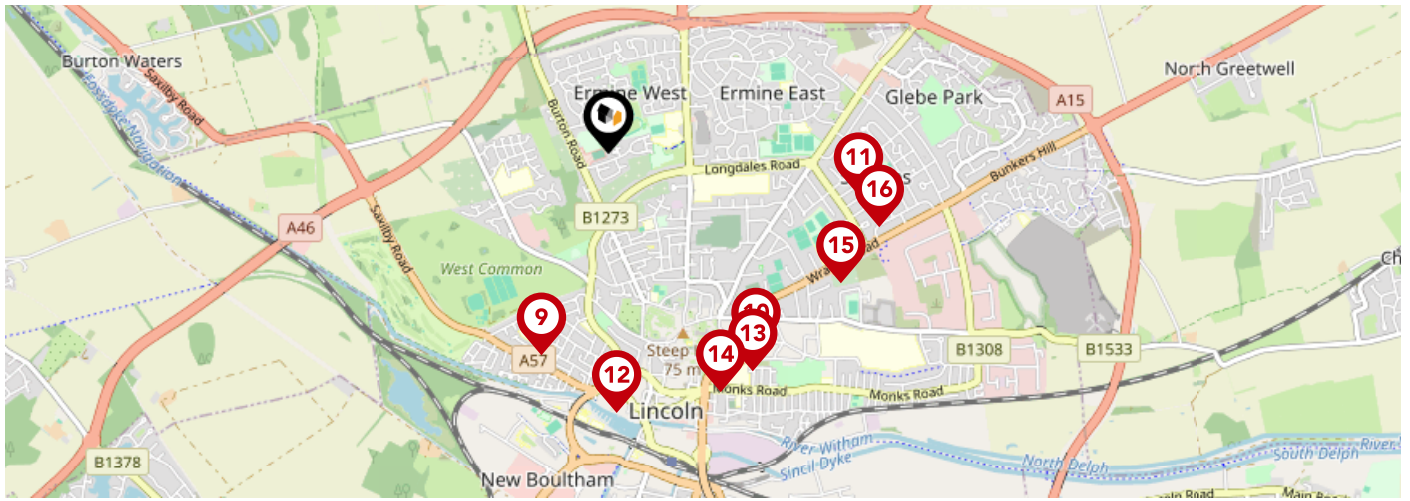 Burton Waters
Saxilby Road
Fossdyke Navigation
Burton Road
Ermine West
Ermine East
Glebe Park
North Greetwell
A15
Longdales Road
11
16
Bunkers Hill
B1273
A46
Saxilby Road
15
West Common
9
13
14
Steep
75 m
A57
12
B1308
B1533
Monks Road
Monks Road
Lincoln
B1378
New Boultham
River Witham
Sincil Dyke
North Delph
South Delph